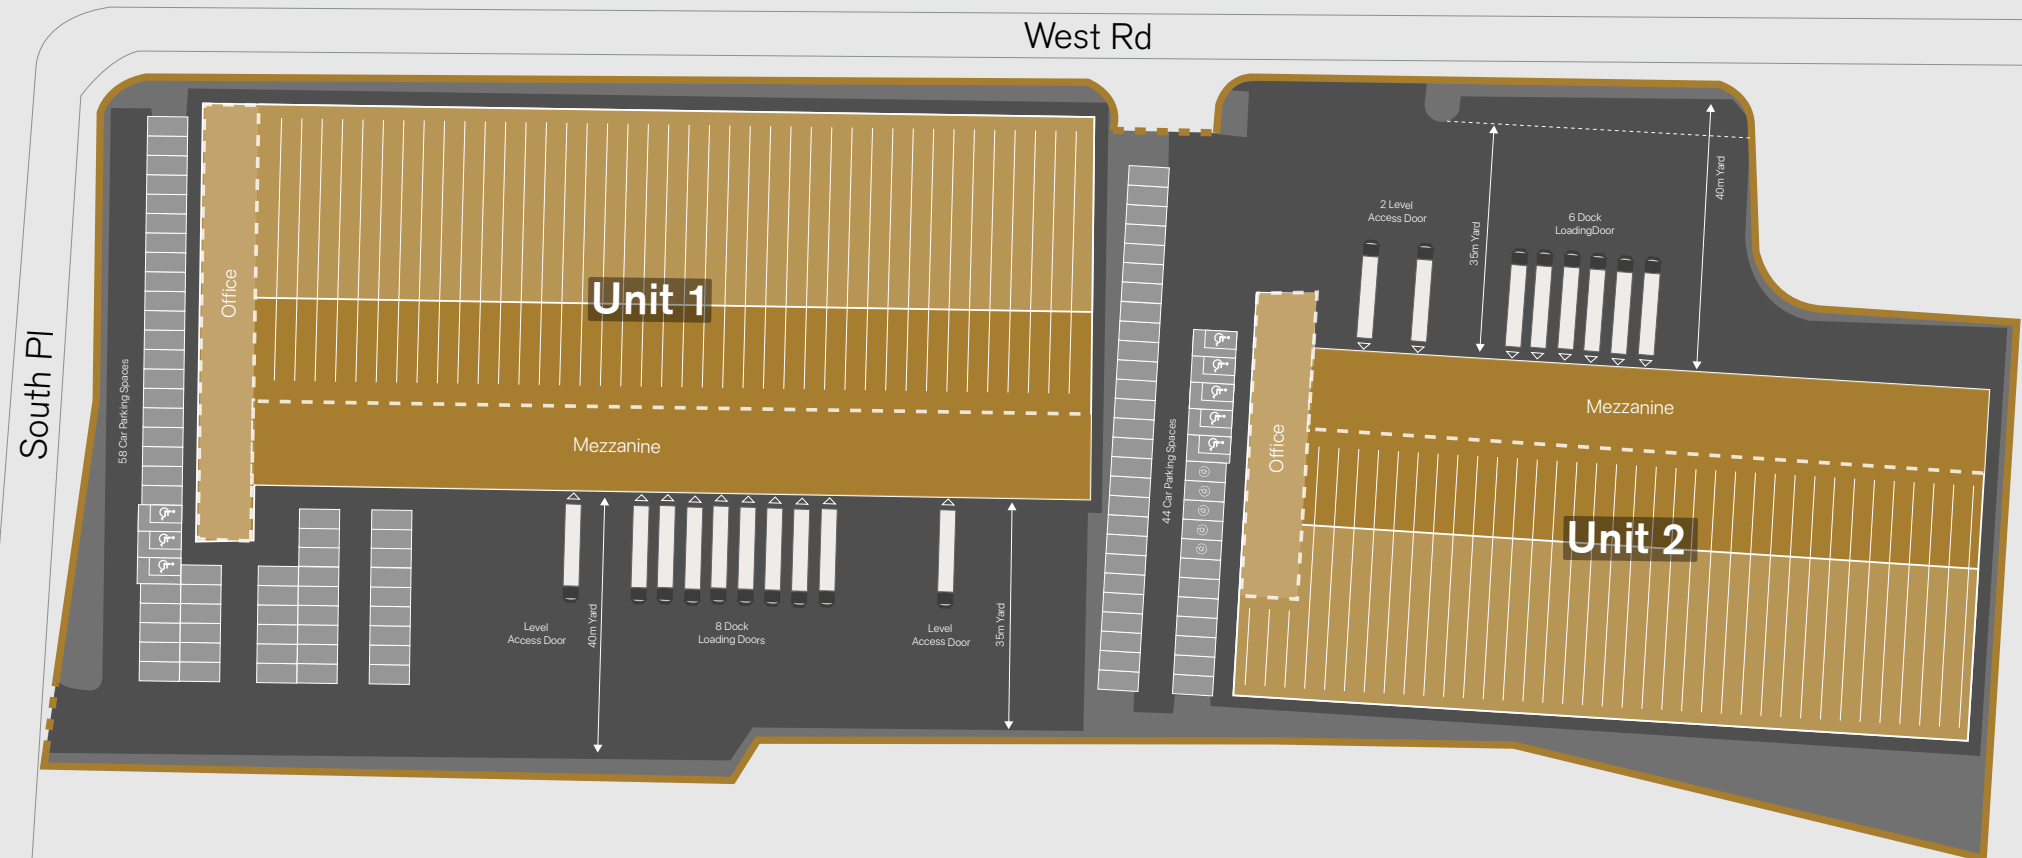 West Rd
South Pl
58 Car Parking Spaces
Office
Unit 1
Mezzanine
Level
Access Door
40m Yard
8 Dock
Loading Doors
Level
Access Door
35m Yard
44 Car Parking Spaces
2 Level
Access Door
35m Yard
6 Dock
LoadingDoor
40m Yard
Office
Mezzanine
Unit 2